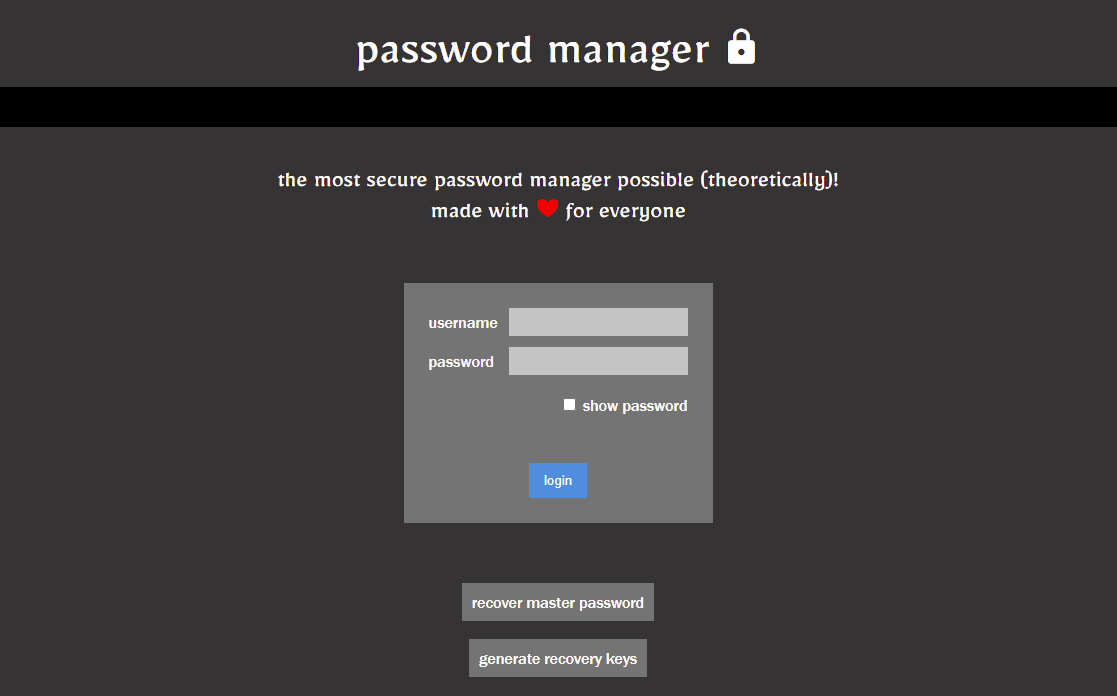 password manager
the most secure password manager possible (theoretically)!
made with for everyone
username
password
show password
login
recover master password
generate recovery keys